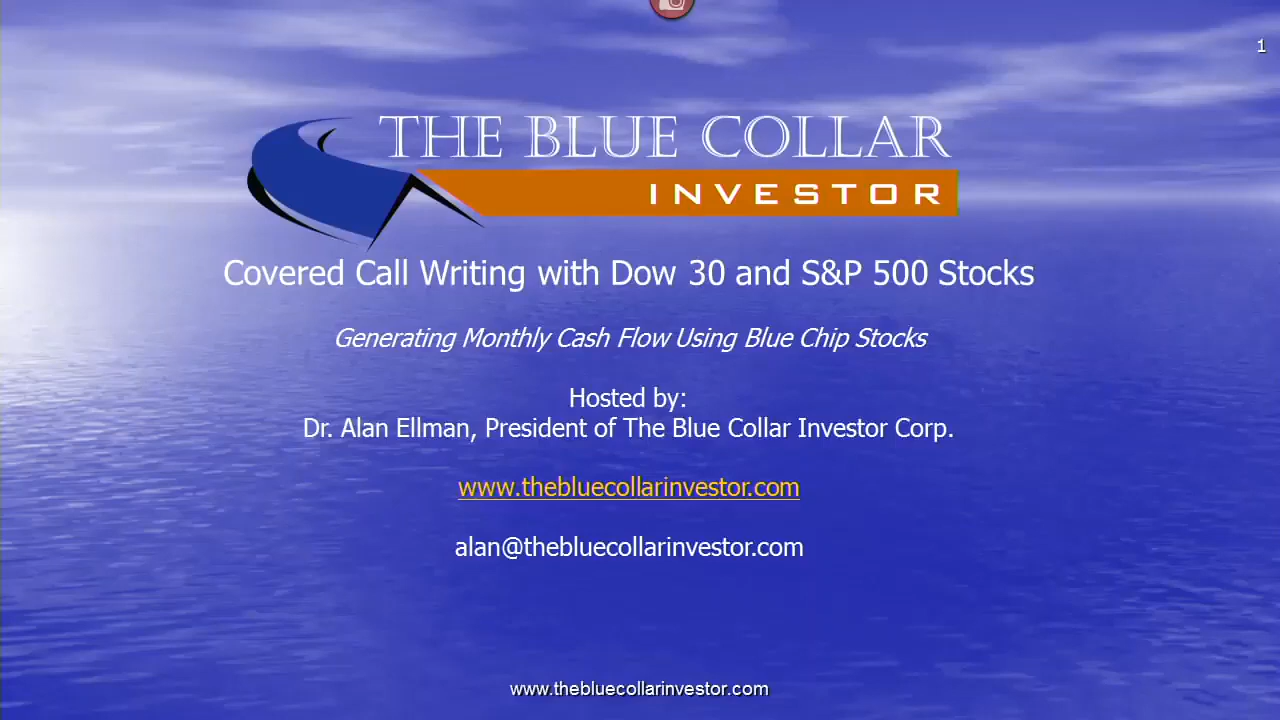 1
THE BLUE COLLAR
INVESTOR
Covered Call Writing with Dow 30 and S&P 500 Stocks
Generating Monthly Cash Flow Using Blue Chip Stocks
Hosted by:
Dr. Alan Ellman, President of The Blue Collar Investor Corp.
www.thebluecollarinvestor.com
alan@thebluecollarinvestor.com
www.thebluecollarinvestor.com